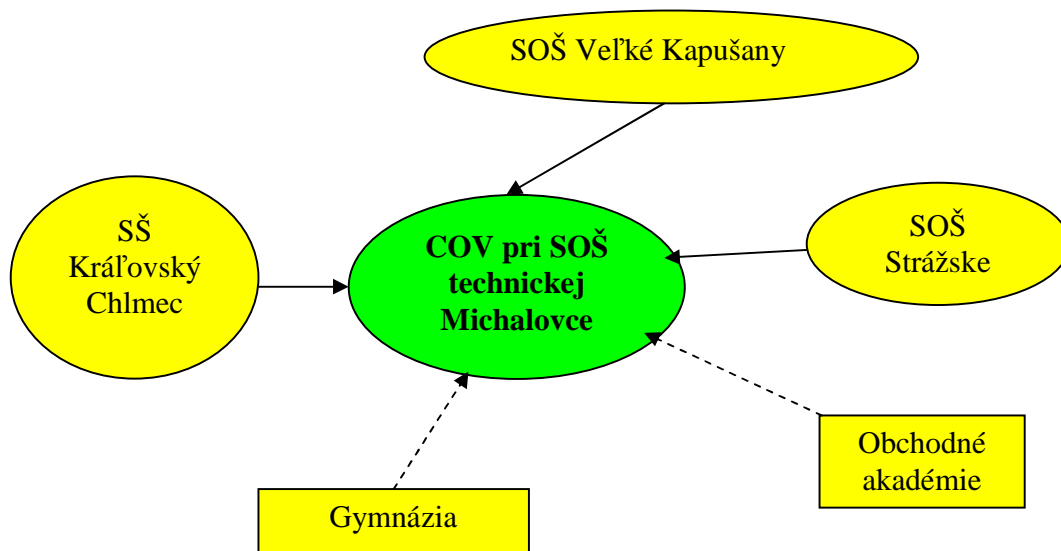 SOŠ Veľké Kapušany
SŠ
Kráľovský
Chlmec
COV pri SOŠ
technickej
Michalovce
SOŠ
Strážske
Obchodné
akadémie
Gymnázia